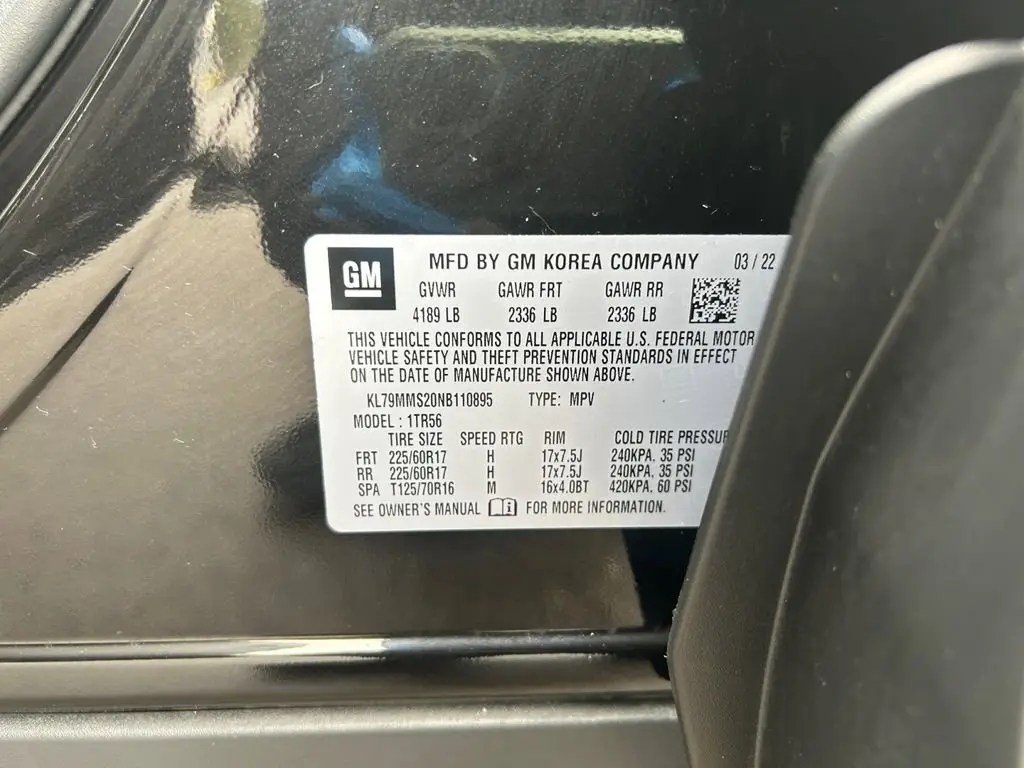 GM
MFD BY GM KOREA COMPANY 03 / 22
GVWR GAWR FRT GAWR RR
4189 LB 2336 LB 2336 LB
THIS VEHICLE CONFORMS TO ALL APPLICABLE U.S. FEDERAL MOTOR
VEHICLE SAFETY AND THEFT PREVENTION STANDARDS IN EFFECT
ON THE DATE OF MANUFACTURE SHOWN ABOVE.
KL79MMS20NB110895 TYPE: MPV
MODEL : 1TR56
TIRE SIZE SPEED RTG RIM COLD TIRE PRESSUR
FRT 225/60R17 H 17x7.5J 240KPA. 35 PSI
RR 225/60R17 H 17x7.5J 240KPA. 35 PSI
SPA T125/70R16 M 16x4.0BT 420KPA. 60 PSI
SEE OWNER'S MANUAL FOR MORE INFORMATION.